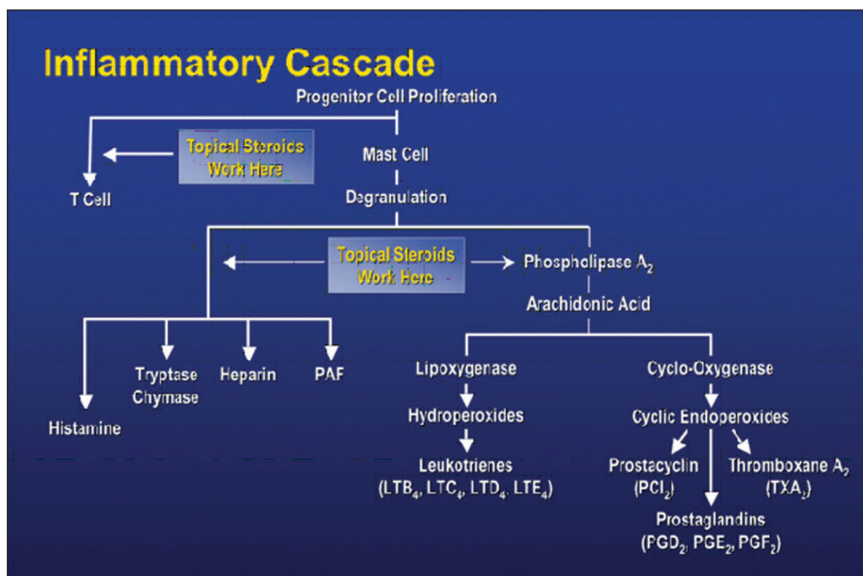 Inflammatory Cascade
Progenitor Cell Proliferation
Topical Steroids
Work Here
Mast Cell
T Cell
Degranulation
Topical Steroids
Work Here
Phospholipase A₂
Arachidonic Acid
Lipoxygenase
Cyclo-Oxygenase
Tryptase
Chymase
Heparin
PAF
Histamine
Hydroperoxides
Cyclic Endoperoxides
Leukotrienes
(LTB₄, LTC₄, LTD₄, LTE₄)
Prostacyclin
(PCI₂)
Thromboxane A₂
(TXA₂)
Prostaglandins
(PGD₂, PGE₂, PGF₂)